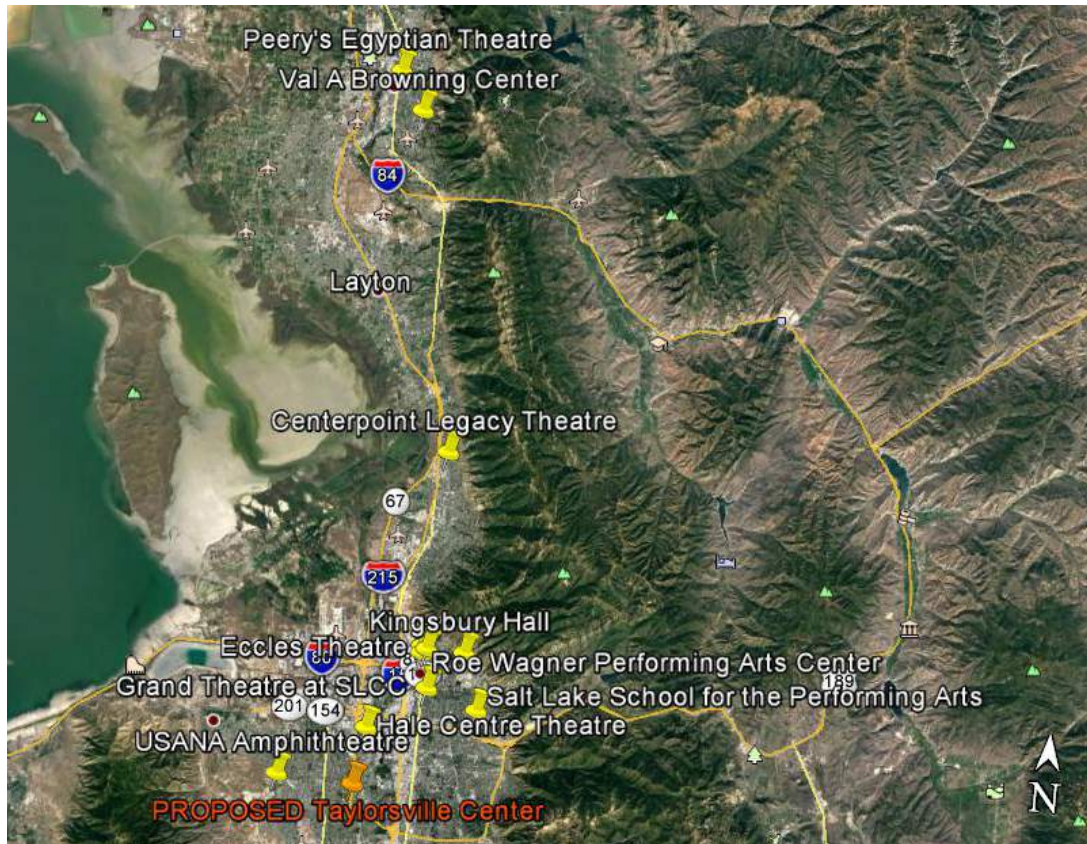 Peery's Egyptian Theatre
Val A Browning Center
84
Layton
Centerpoint Legacy Theatre
67
215
Kingsbury Hall
Eccles Theatre
80
Roe Wagner Performing Arts Center
Grand Theatre at SLCC
189
Salt Lake School for the Performing Arts
201
154
Hale Centre Theatre
USANA Amphithteatre
PROPOSED Taylorsville Center
N